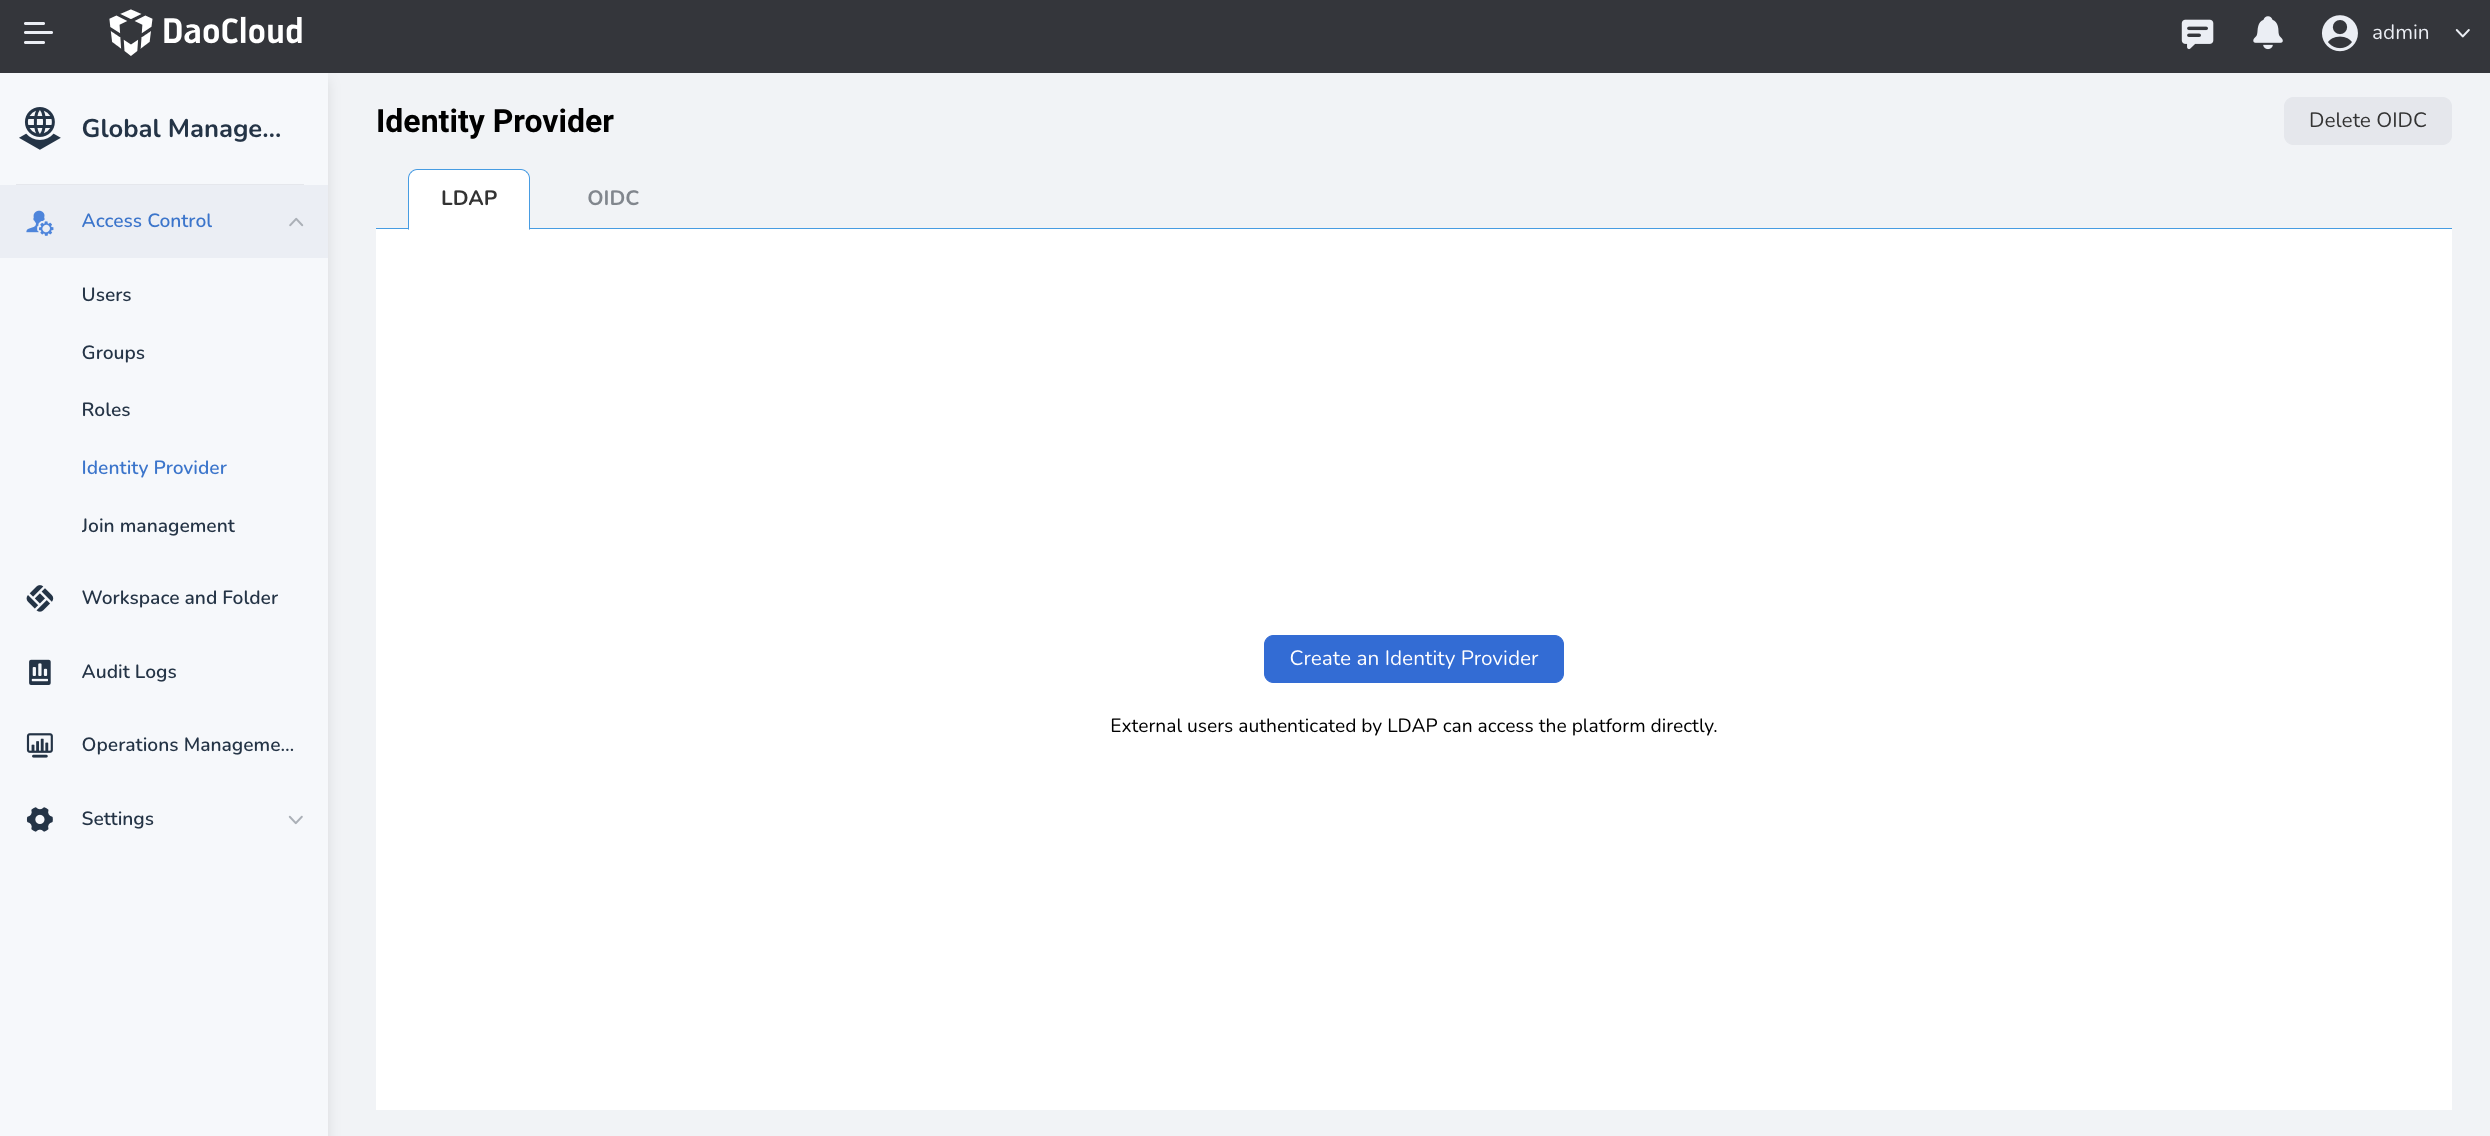 DaoCloud
admin
Global Manage...
Access Control
Users
Groups
Roles
Identity Provider
Join management
Workspace and Folder
Audit Logs
Operations Manageme...
Settings
Identity Provider
Delete OIDC
LDAP
OIDC
Create an Identity Provider
External users authenticated by LDAP can access the platform directly.